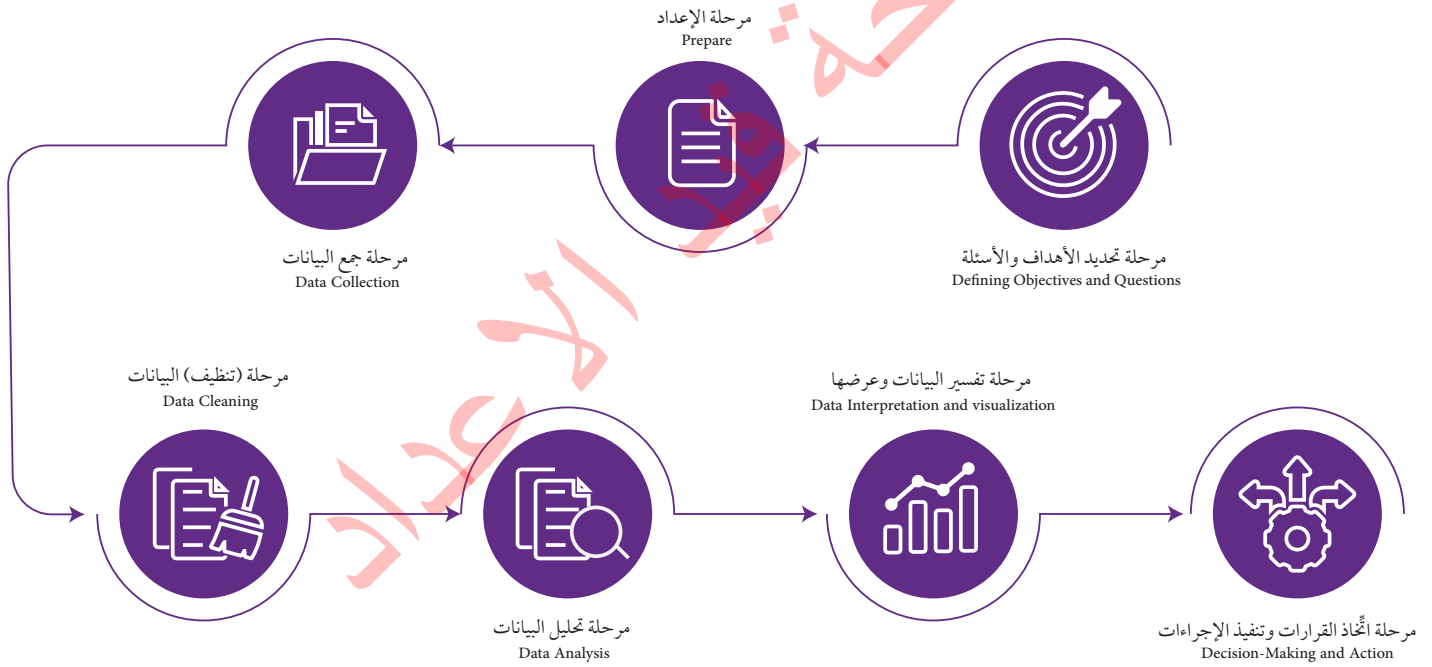 مرحلة تحديد الأهداف والأسئلة
Defining Objectives and Questions
مرحلة الإعداد
Prepare
مرحلة جمع البيانات
Data Collection
مرحلة (تنظيف) البيانات
Data Cleaning
مرحلة تحليل البيانات
Data Analysis
مرحلة تفسير البيانات وعرضها
Data Interpretation and visualization
مرحلة اتِّخاذ القرارات وتنفيذ الإجراءات
Decision-Making and Action
قيد الاعداد